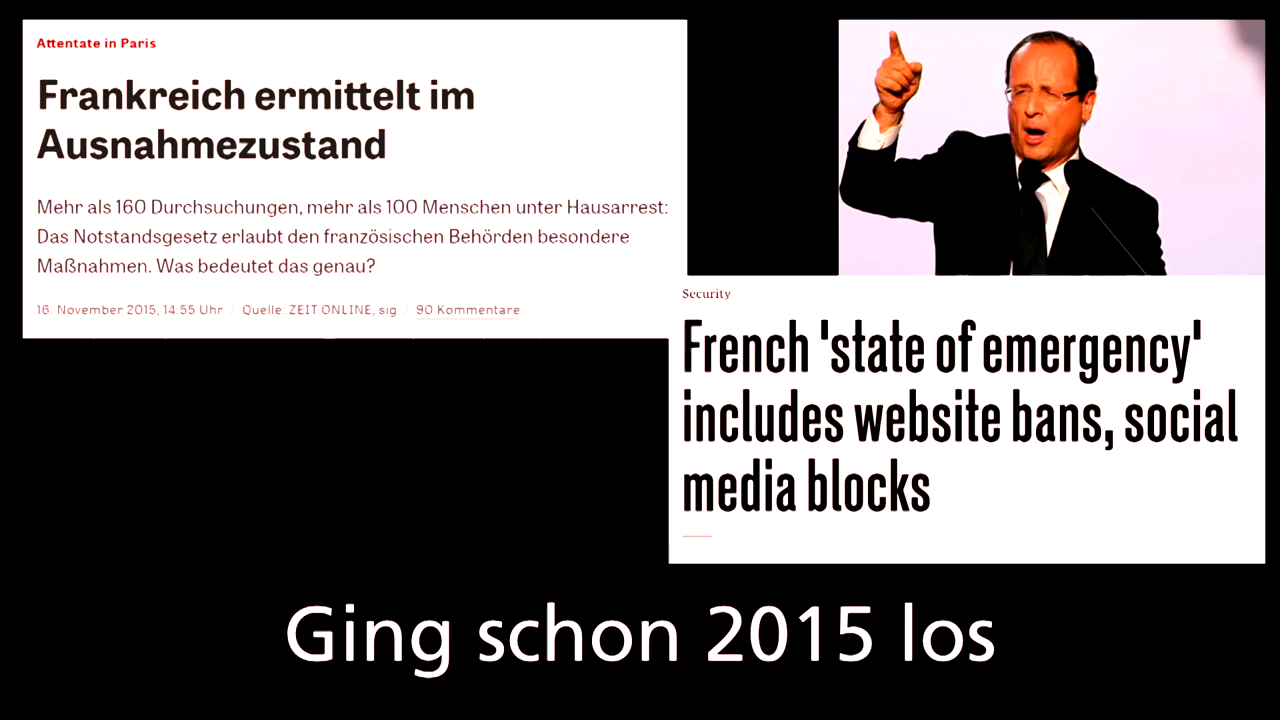 Attentate in Paris
Frankreich ermittelt im
Ausnahmezustand
Mehr als 160 Durchsuchungen, mehr als 100 Menschen unter Hausarrest:
Das Notstandsgesetz erlaubt den französischen Behörden besondere
Maßnahmen. Was bedeutet das genau?
16. November 2015, 14:55 Uhr / Quelle: ZEIT ONLINE, sig / 90 Kommentare
Security
French 'state of emergency'
includes website bans, social
media blocks
Ging schon 2015 los